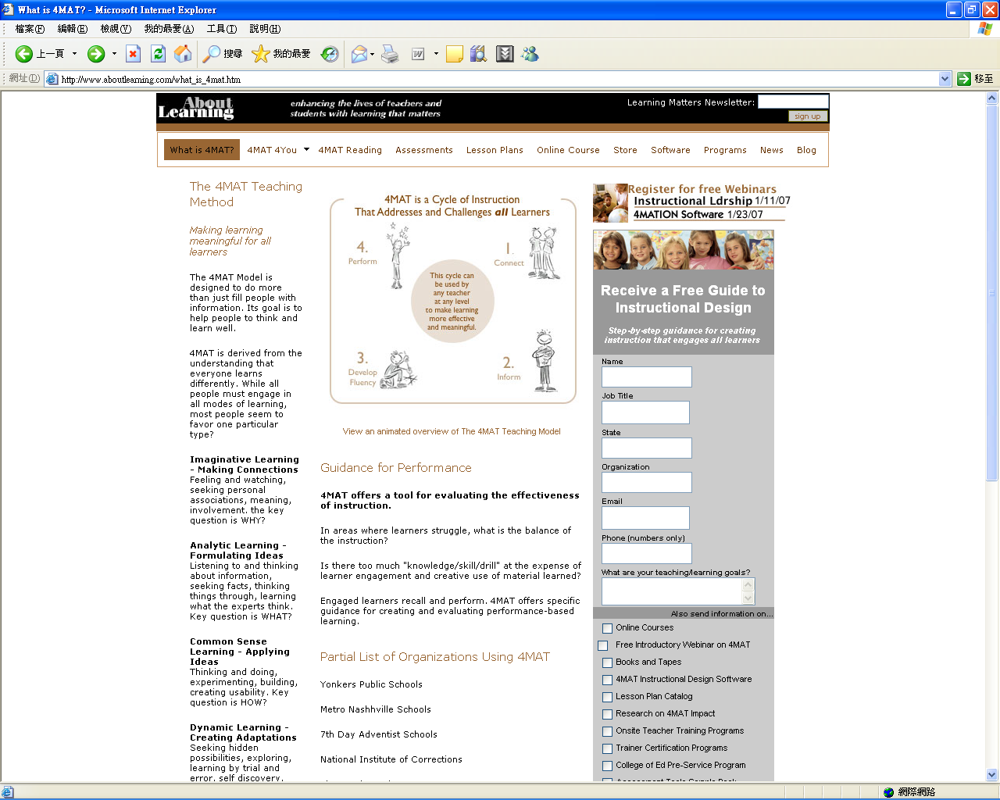 What is 4MAT? - Microsoft Internet Explorer
檔案(F) 編輯(E) 檢視(V) 我的最愛(A) 工具(T) 說明(H)
上一頁 搜尋 我的最愛
網址(D) http://www.aboutlearning.com/what_is_4mat.htm 移至
About
Learning
enhancing the lives of teachers and
students with learning that matters
Learning Matters Newsletter:
sign up
What is 4MAT? 4MAT 4You 4MAT Reading Assessments Lesson Plans Online Course Store Software Programs News Blog
The 4MAT Teaching
Method
Making learning
meaningful for all
learners
The 4MAT Model is
designed to do more
than just fill people with
information. Its goal is to
help people to think and
learn well.
4MAT is derived from the
understanding that
everyone learns
differently. While all
people must engage in
all modes of learning,
most people seem to
favor one particular
type?
Imaginative Learning
- Making Connections
Feeling and watching,
seeking personal
associations, meaning,
involvement. the key
question is WHY?
Analytic Learning -
Formulating Ideas
Listening to and thinking
about information,
seeking facts, thinking
things through, learning
what the experts think.
Key question is WHAT?
Common Sense
Learning - Applying
Ideas
Thinking and doing,
experimenting, building,
creating usability. Key
question is HOW?
Dynamic Learning -
Creating Adaptations
Seeking hidden
possibilities, exploring,
learning by trial and
error, self discovery.
4MAT is a Cycle of Instruction
That Addresses and Challenges all Learners
4.
Perform
1.
Connect
This cycle can
be used by
any teacher
at any level
to make learning
more effective
and meaningful.
3.
Develop
Fluency
2.
Inform
View an animated overview of The 4MAT Teaching Model
Guidance for Performance
4MAT offers a tool for evaluating the effectiveness
of instruction.
In areas where learners struggle, what is the balance of
the instruction?
Is there too much "knowledge/skill/drill" at the expense of
learner engagement and creative use of material learned?
Engaged learners recall and perform. 4MAT offers specific
guidance for creating and evaluating performance-based
learning.
Partial List of Organizations Using 4MAT
Yonkers Public Schools
Metro Nashhville Schools
7th Day Adventist Schools
National Institute of Corrections
Register for free Webinars
Instructional Ldrship 1/11/07
4MATION Software 1/23/07
Receive a Free Guide to
Instructional Design
Step-by-step guidance for creating
instruction that engages all learners
Name
Job Title
State
Organization
Email
Phone (numbers only)
What are your teaching/learning goals?
Also send information on...
Online Courses
Free Introductory Webinar on 4MAT
Books and Tapes
4MAT Instructional Design Software
Lesson Plan Catalog
Research on 4MAT Impact
Onsite Teacher Training Programs
Trainer Certification Programs
College of Ed Pre-Service Program
網際網路